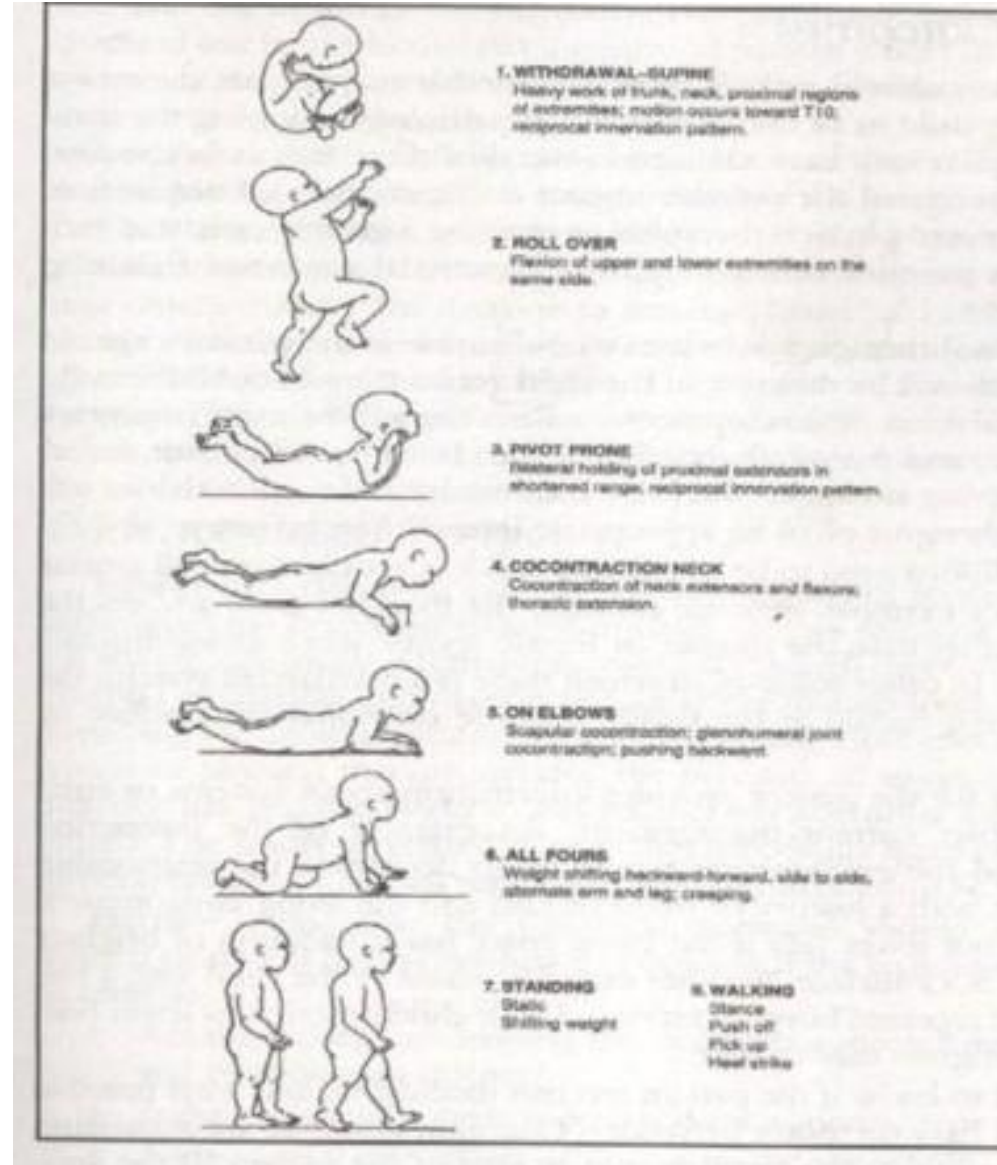 1. WITHDRAWAL-SUPINE
Heavy work of trunk, neck, proximal regions
of extremities; motion occurs toward T10;
reciprocal innervation pattern.
2. ROLL OVER
Flexion of upper and lower extremities on the
same side.
3. PIVOT PRONE
Bilateral holding of proximal extensors in
shortened range, reciprocal innervation pattern.
4. COCONTRACTION NECK
Cocontraction of neck extensors and flexors;
thoracic extension.
5. ON ELBOWS
Scapular cocontraction; glenohumeral joint
cocontraction; pushing backward.
6. ALL FOURS
Weight shifting backward-forward, side to side,
alternate arm and leg; creeping.
7. STANDING
Static
Shifting weight
8. WALKING
Stance
Push off
Pick up
Heel strike